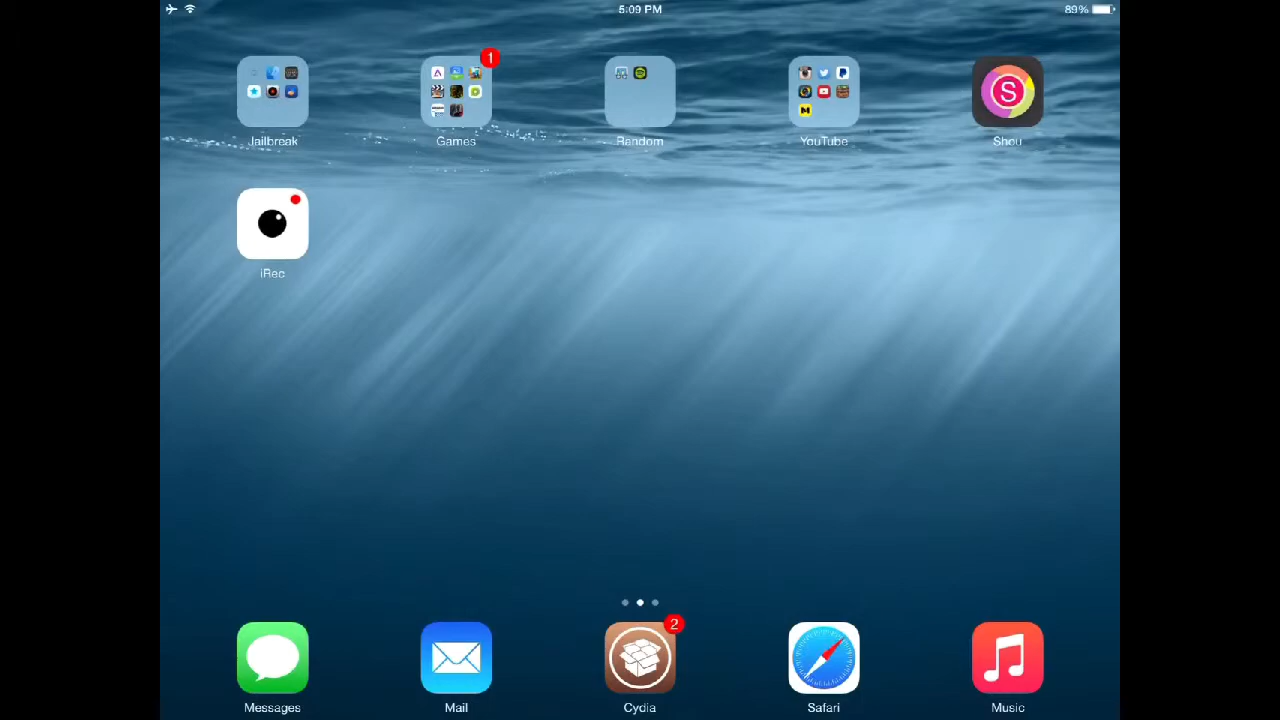 5:09 PM
89%
1
Jailbreak
Games
Random
YouTube
S
Shou
iRec
2
Messages
Mail
Cydia
Safari
Music